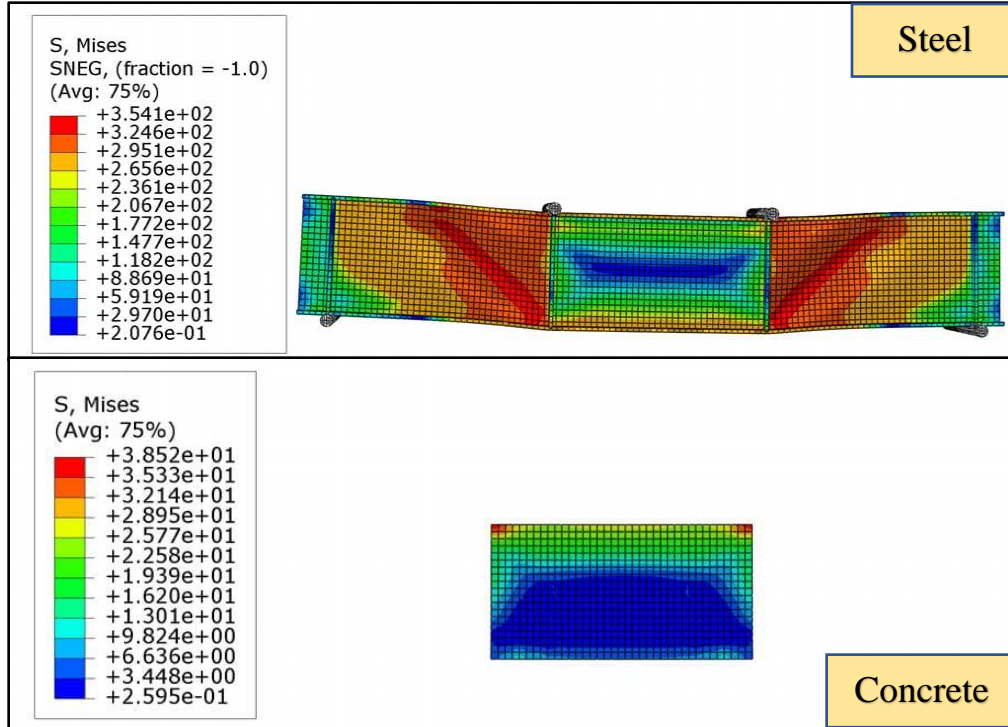 Steel
S, Mises
SNEG, (fraction = -1.0)
(Avg: 75%)
+3.541e+02
+3.246e+02
+2.951e+02
+2.656e+02
+2.361e+02
+2.067e+02
+1.772e+02
+1.477e+02
+1.182e+02
+8.869e+01
+5.919e+01
+2.970e+01
+2.076e-01
S, Mises
(Avg: 75%)
+3.852e+01
+3.533e+01
+3.214e+01
+2.895e+01
+2.577e+01
+2.258e+01
+1.939e+01
+1.620e+01
+1.301e+01
+9.824e+00
+6.636e+00
+3.448e+00
+2.595e-01
Concrete